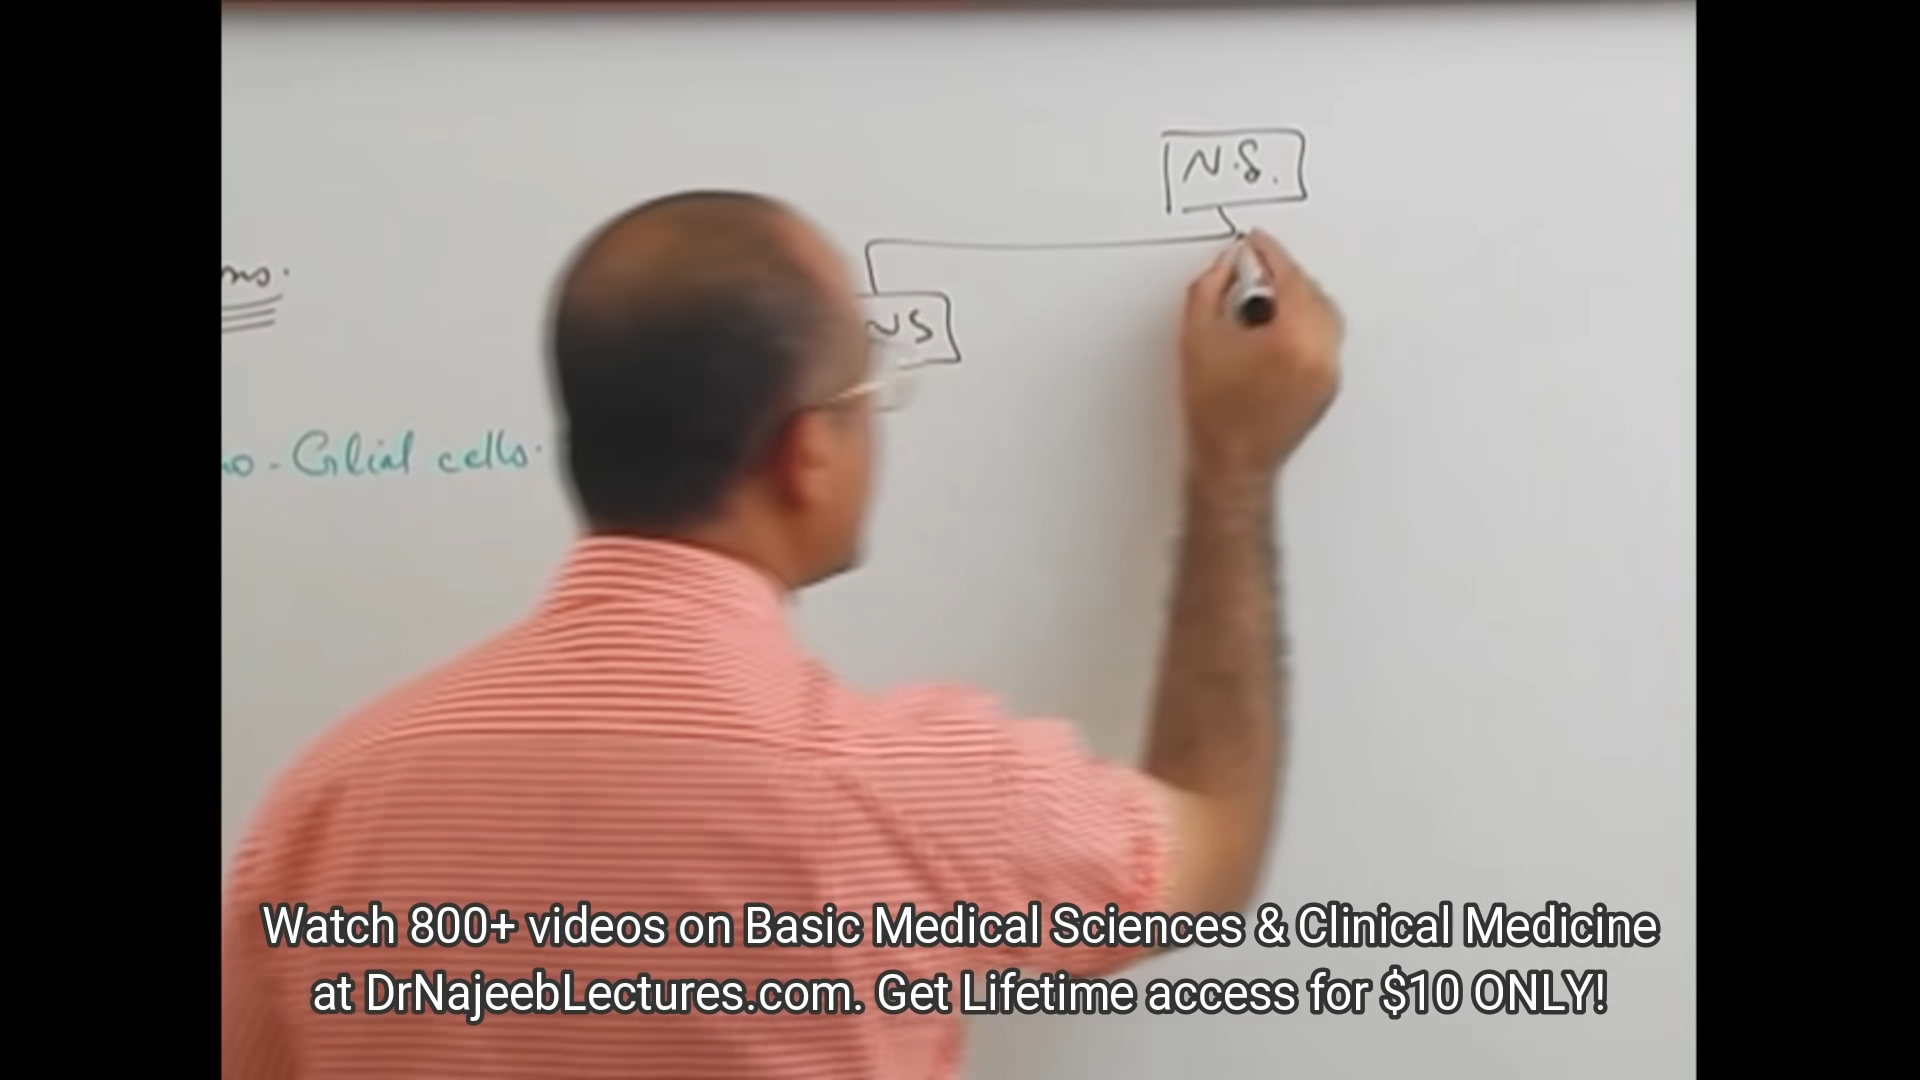 N.S.
NS
- Glial cells.
Watch 800+ videos on Basic Medical Sciences & Clinical Medicine
at DrNajeebLectures.com. Get Lifetime access for $10 ONLY!